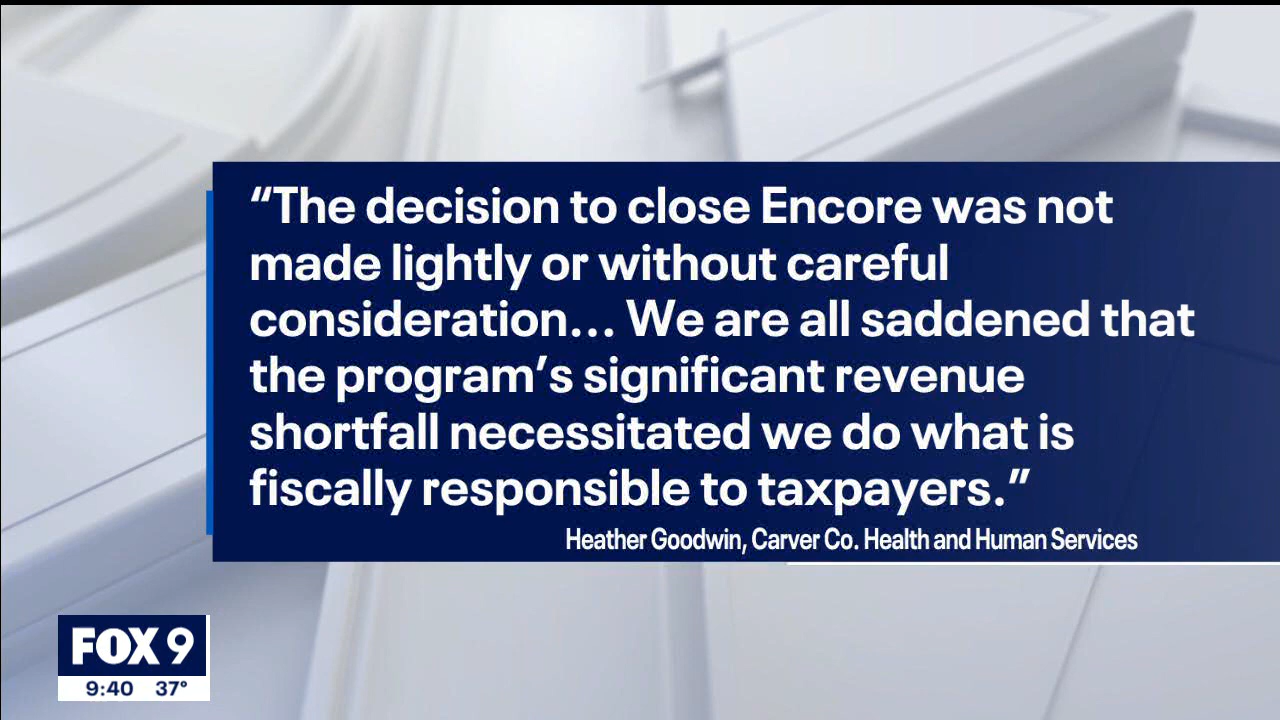 “The decision to close Encore was not
made lightly or without careful
consideration... We are all saddened that
the program’s significant revenue
shortfall necessitated we do what is
fiscally responsible to taxpayers.”
Heather Goodwin, Carver Co. Health and Human Services
FOX 9
9:40 37°